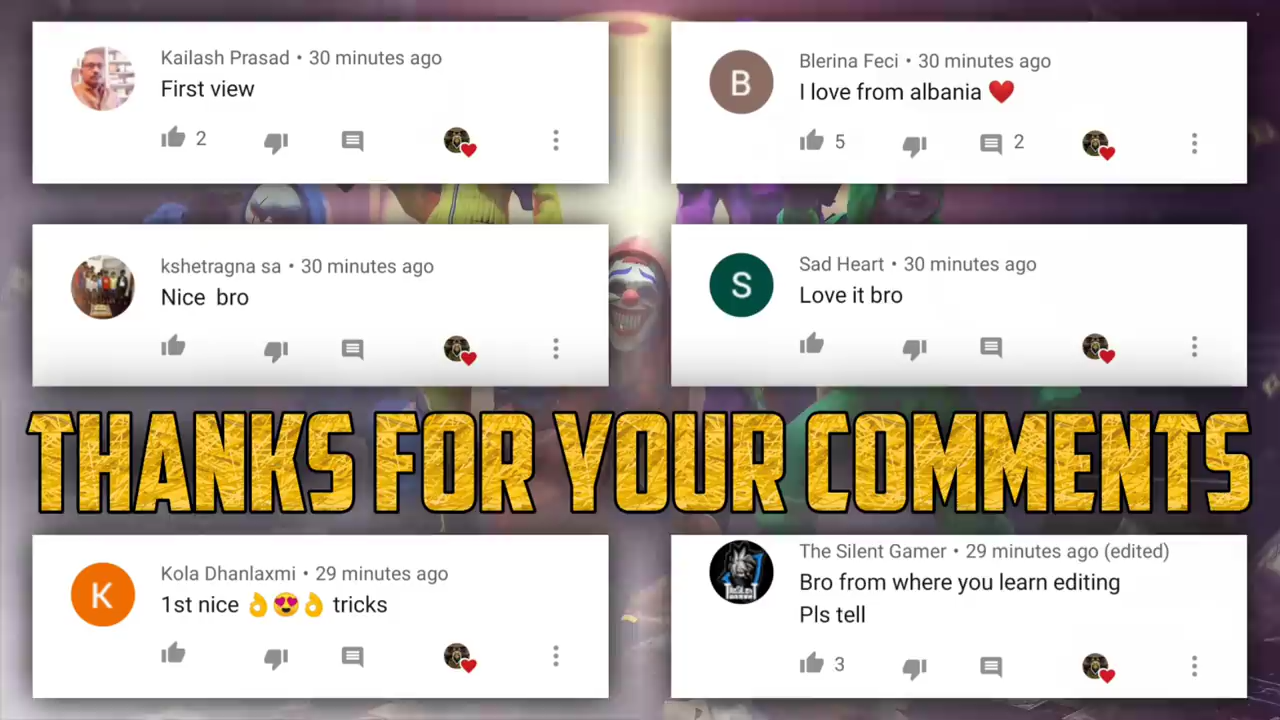 Kailash Prasad • 30 minutes ago
First view
2
Blerina Feci • 30 minutes ago
I love from albania ❤️
5 2
B
kshetragna sa • 30 minutes ago
Nice bro
Sad Heart • 30 minutes ago
Love it bro
S
THANKS FOR YOUR COMMENTS
Kola Dhanlaxmi • 29 minutes ago
1st nice 👌😍👌 tricks
K
The Silent Gamer • 29 minutes ago (edited)
Bro from where you learn editing
Pls tell
3